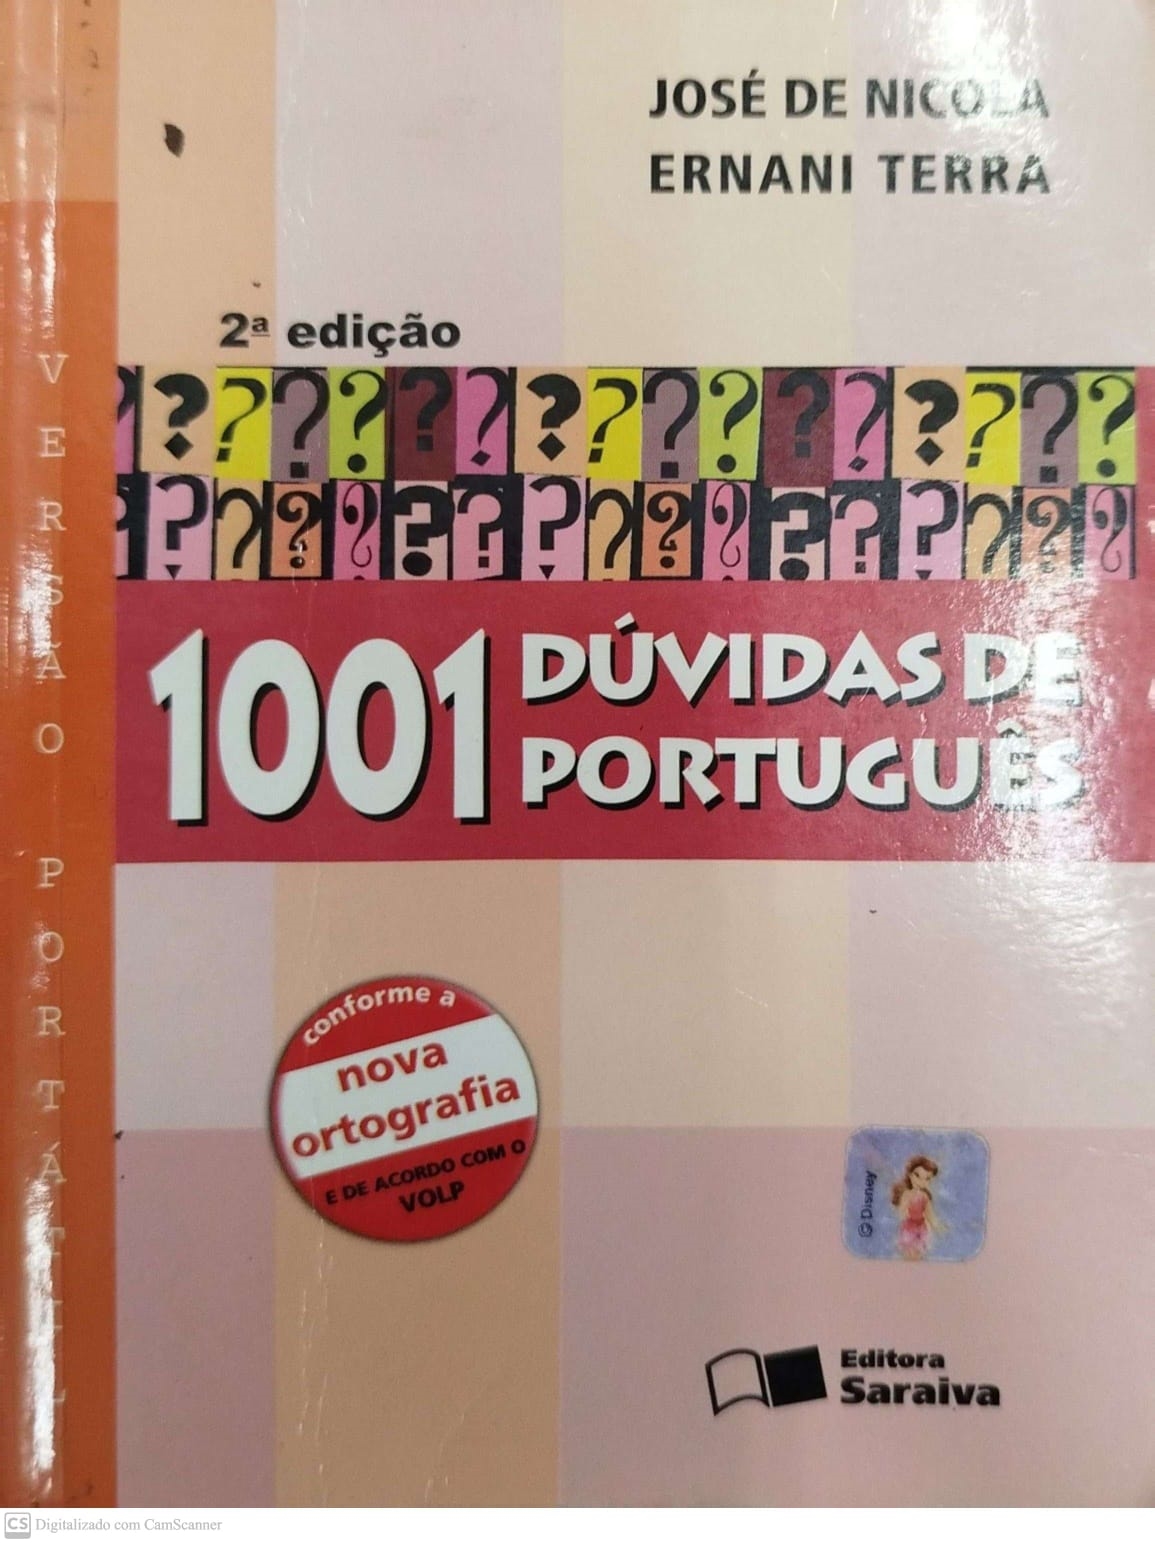 JOSÉ DE NICOLA
ERNANI TERRA
2ª edição
1001 DÚVIDAS DE
PORTUGUÊS
VERSÃO PORTÁTIL
conforme a
nova
ortografia
E DE ACORDO COM O
VOLP
© Disney
Editora
Saraiva
CS Digitalizado com CamScanner